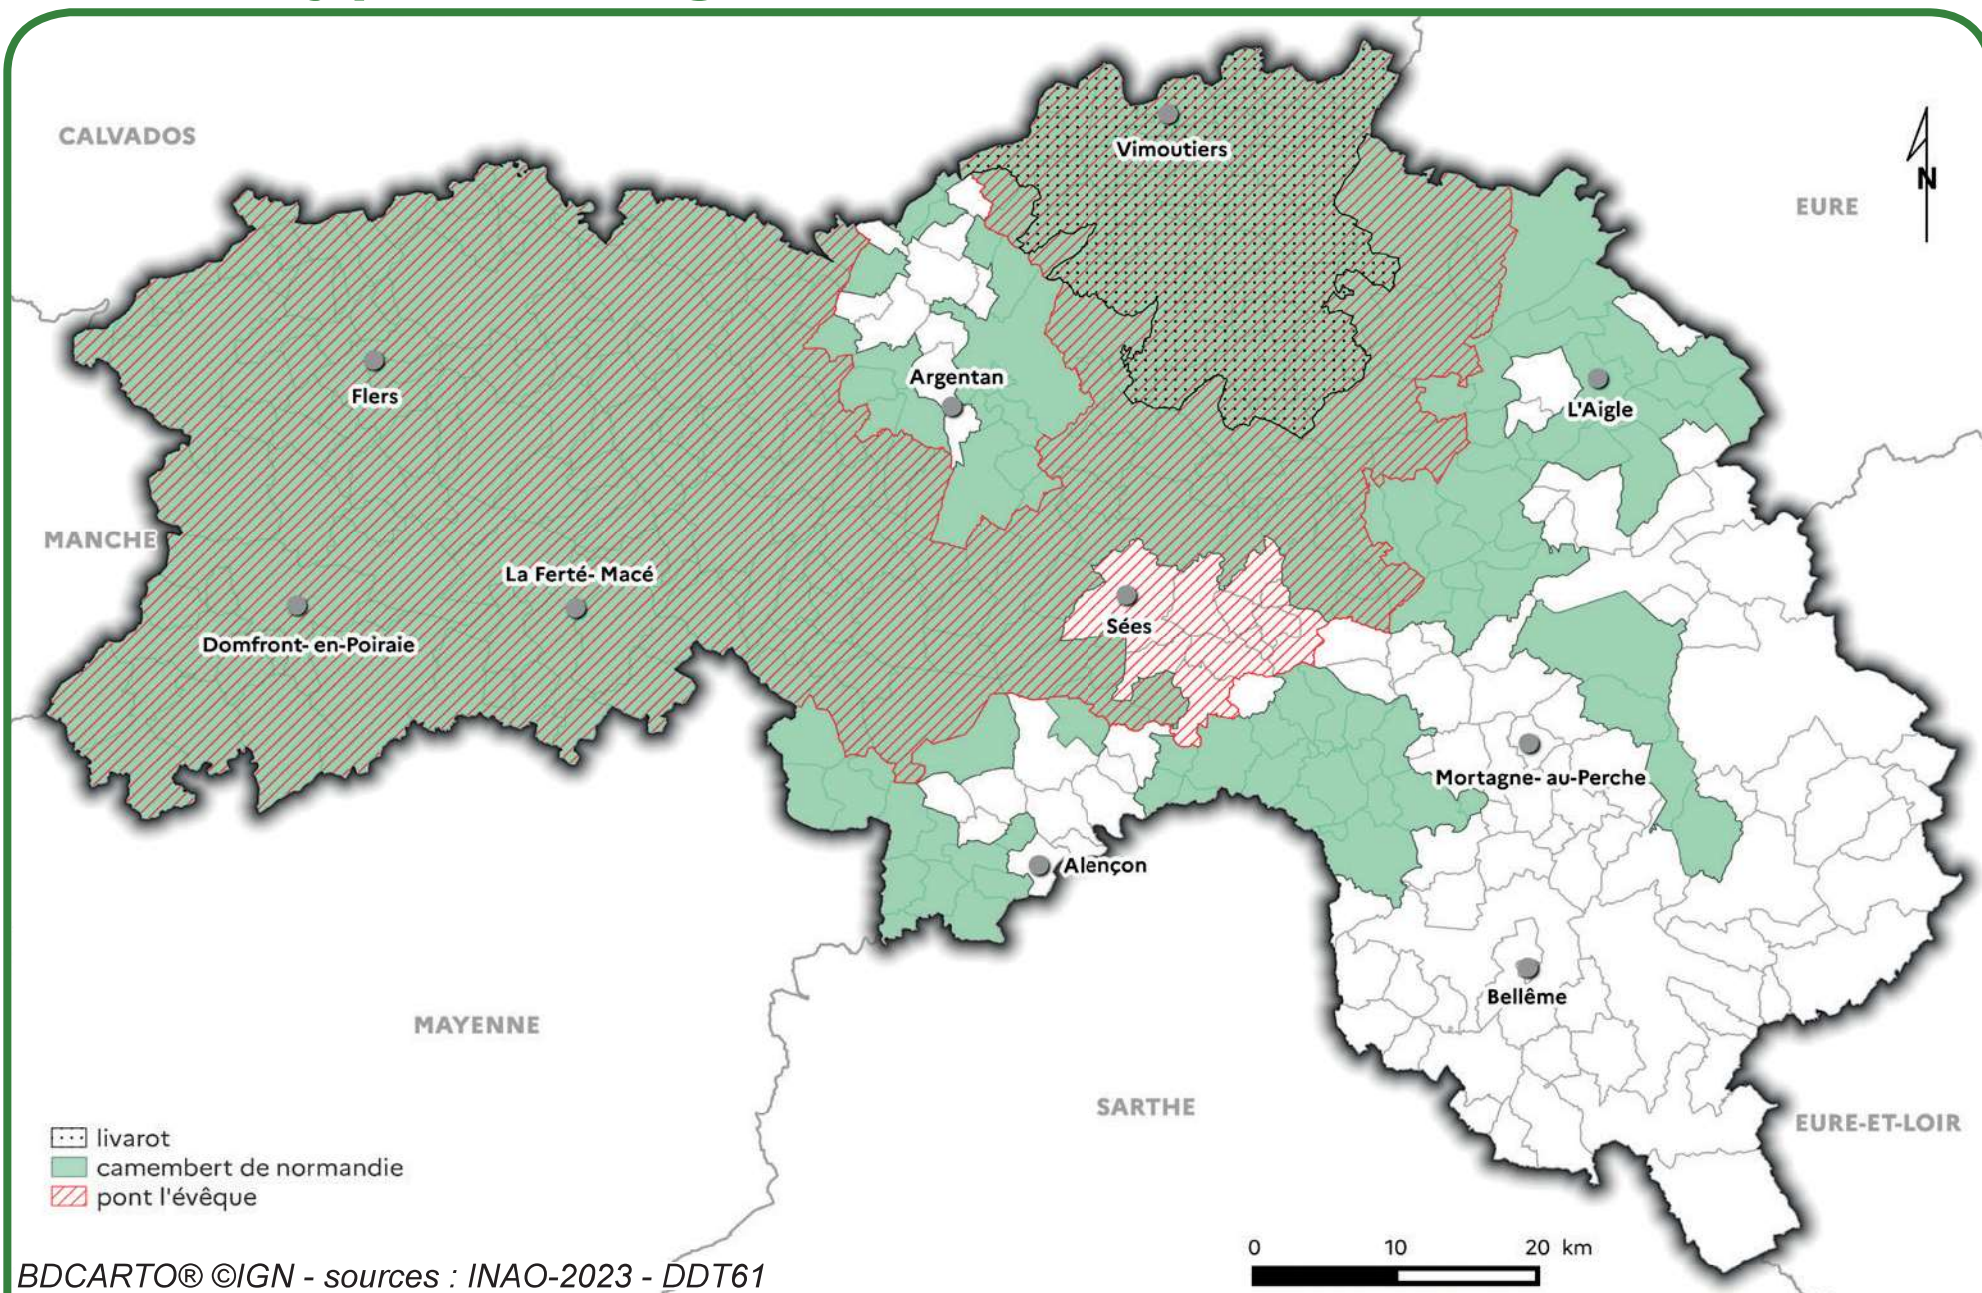 CALVADOS
Vimoutiers
EURE
N
Flers
Argentan
L'Aigle
MANCHE
La Ferté- Macé
Domfront- en-Poiraie
Sées
Mortagne- au-Perche
Alençon
Bellême
MAYENNE
SARTHE
EURE-ET-LOIR
livarot
camembert de normandie
pont l'évêque
0 10 20 km
BDCARTO® ©IGN - sources : INAO-2023 - DDT61